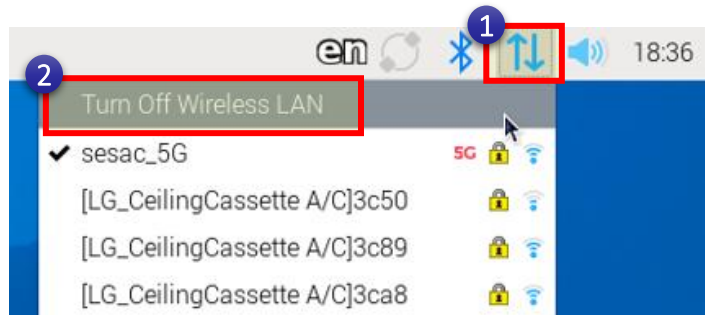 en 1 18:36
2
Turn Off Wireless LAN
sesac_5G 5G
[LG_CeilingCassette A/C]3c50
[LG_CeilingCassette A/C]3c89
[LG_CeilingCassette A/C]3ca8